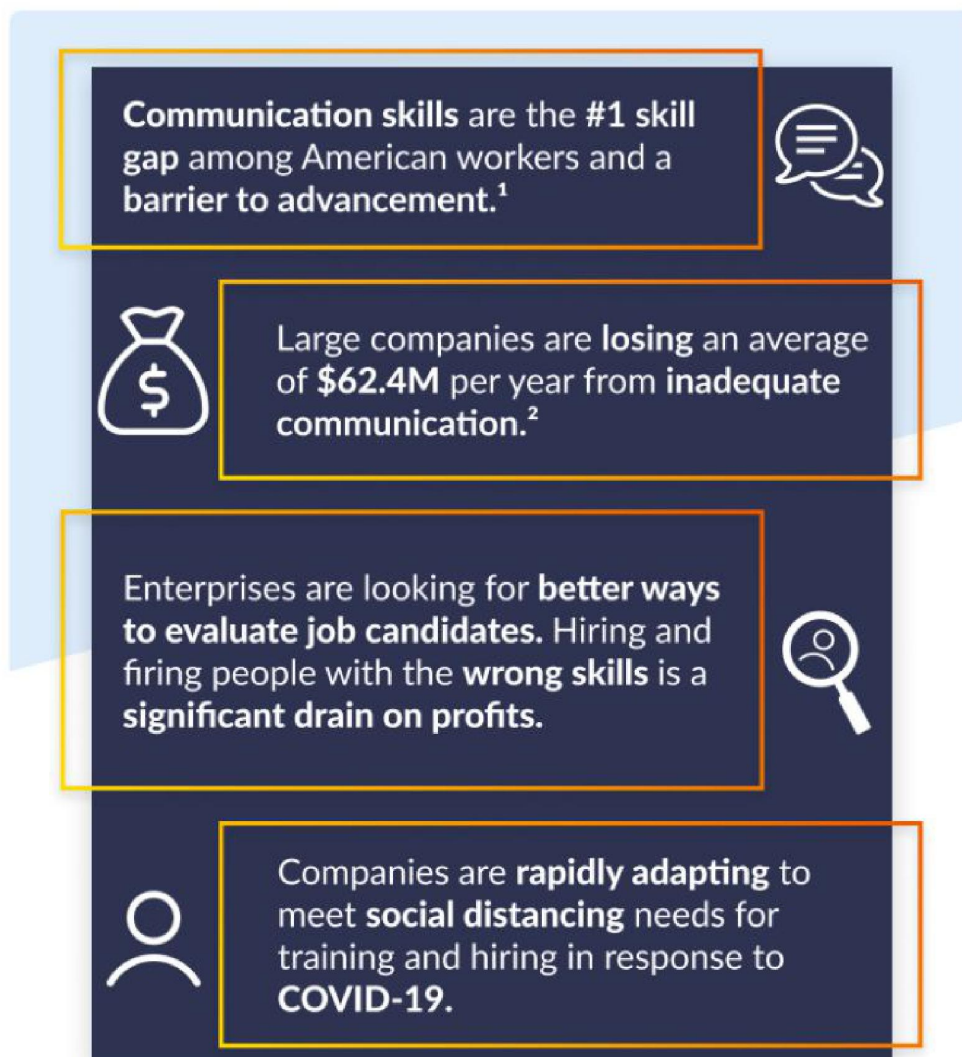 Communication skills are the #1 skill
gap among American workers and a
barrier to advancement.¹
Large companies are losing an average
of $62.4M per year from inadequate
communication.²
$
Enterprises are looking for better ways
to evaluate job candidates. Hiring and
firing people with the wrong skills is a
significant drain on profits.
Companies are rapidly adapting to
meet social distancing needs for
training and hiring in response to
COVID-19.